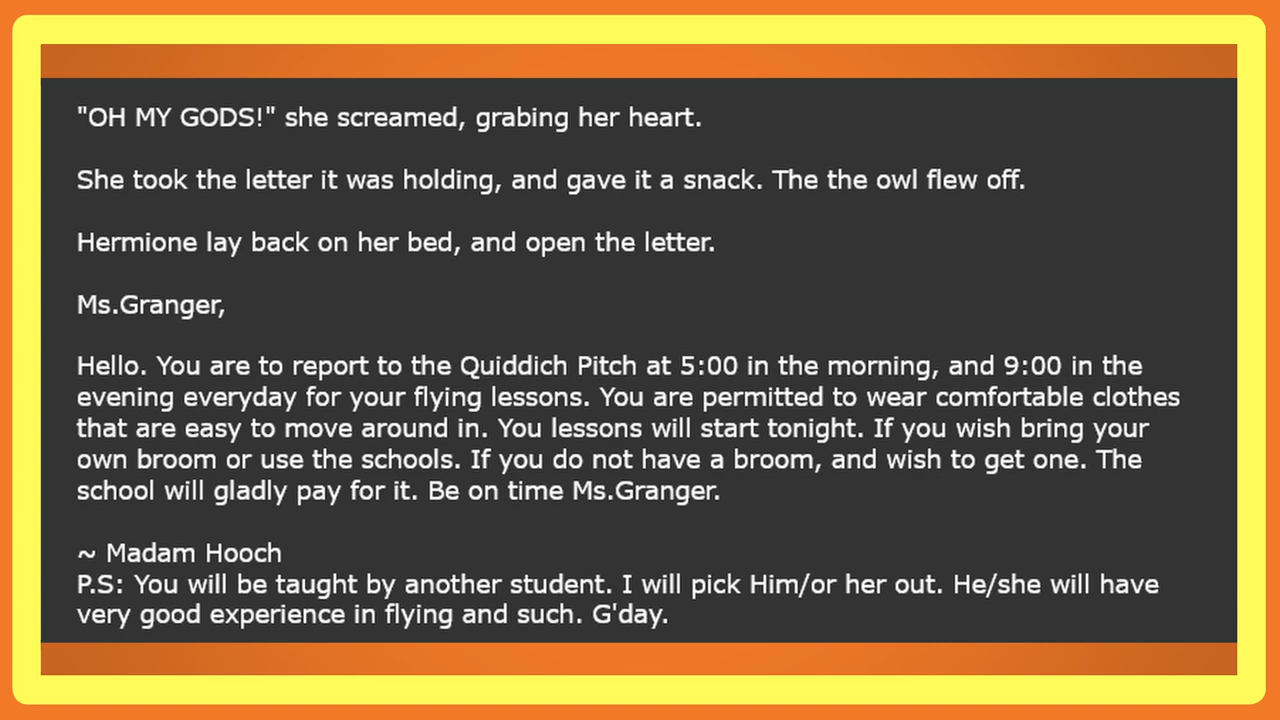 "OH MY GODS!" she screamed, grabing her heart.
She took the letter it was holding, and gave it a snack. The the owl flew off.
Hermione lay back on her bed, and open the letter.
Ms.Granger,
Hello. You are to report to the Quiddich Pitch at 5:00 in the morning, and 9:00 in the
evening everyday for your flying lessons. You are permitted to wear comfortable clothes
that are easy to move around in. You lessons will start tonight. If you wish bring your
own broom or use the schools. If you do not have a broom, and wish to get one. The
school will gladly pay for it. Be on time Ms.Granger.
~ Madam Hooch
P.S: You will be taught by another student. I will pick Him/or her out. He/she will have
very good experience in flying and such. G'day.